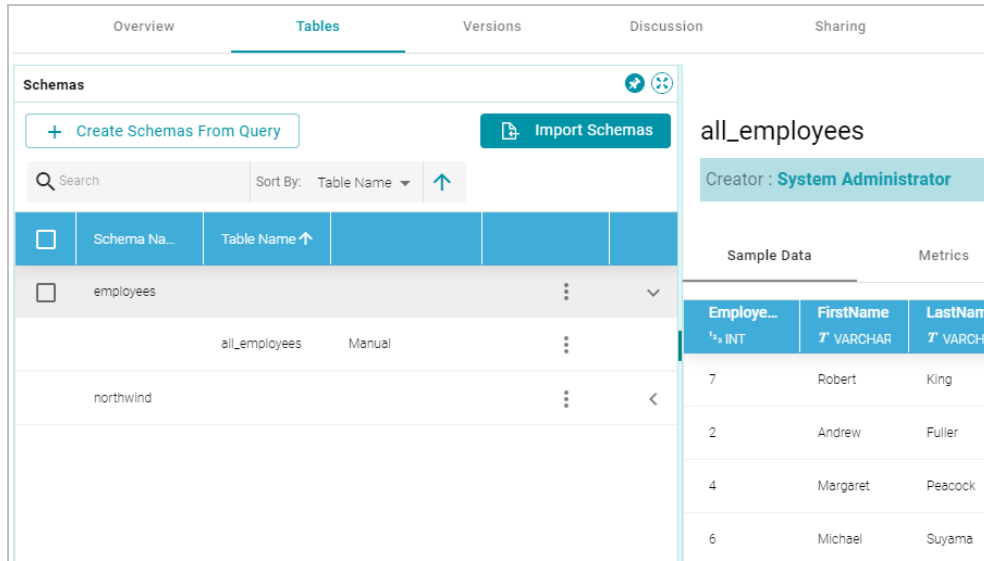 Overview Tables Versions Discussion Sharing
Schemas
+ Create Schemas From Query Import Schemas
Search Sort By: Table Name
Schema Na... Table Name
employees
all_employees Manual
northwind
all_employees
Creator : System Administrator
Sample Data Metrics
Employe... FirstName LastNam
123 INT T VARCHAR T VARCH
7 Robert King
2 Andrew Fuller
4 Margaret Peacock
6 Michael Suyama